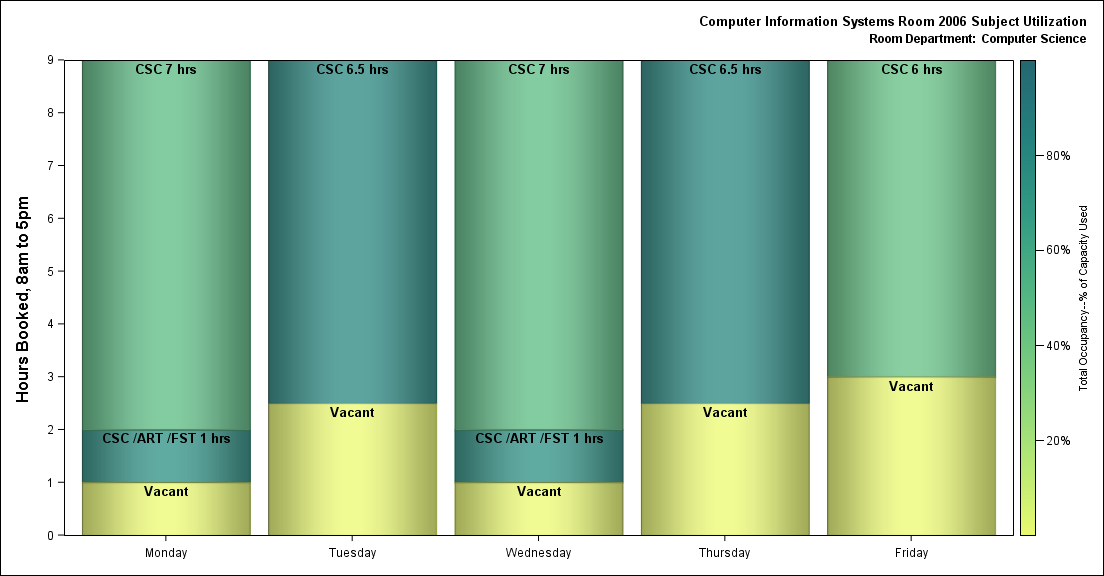 Computer Information Systems Room 2006 Subject Utilization
Room Department: Computer Science
Hours Booked, 8am to 5pm
9
8
7
6
5
4
3
2
1
0
CSC 7 hrs
CSC /ART /FST 1 hrs
Vacant
CSC 6.5 hrs
Vacant
CSC 7 hrs
CSC /ART /FST 1 hrs
Vacant
CSC 6.5 hrs
Vacant
CSC 6 hrs
Vacant
Monday
Tuesday
Wednesday
Thursday
Friday
80%
60%
40%
20%
Total Occupancy--% of Capacity Used